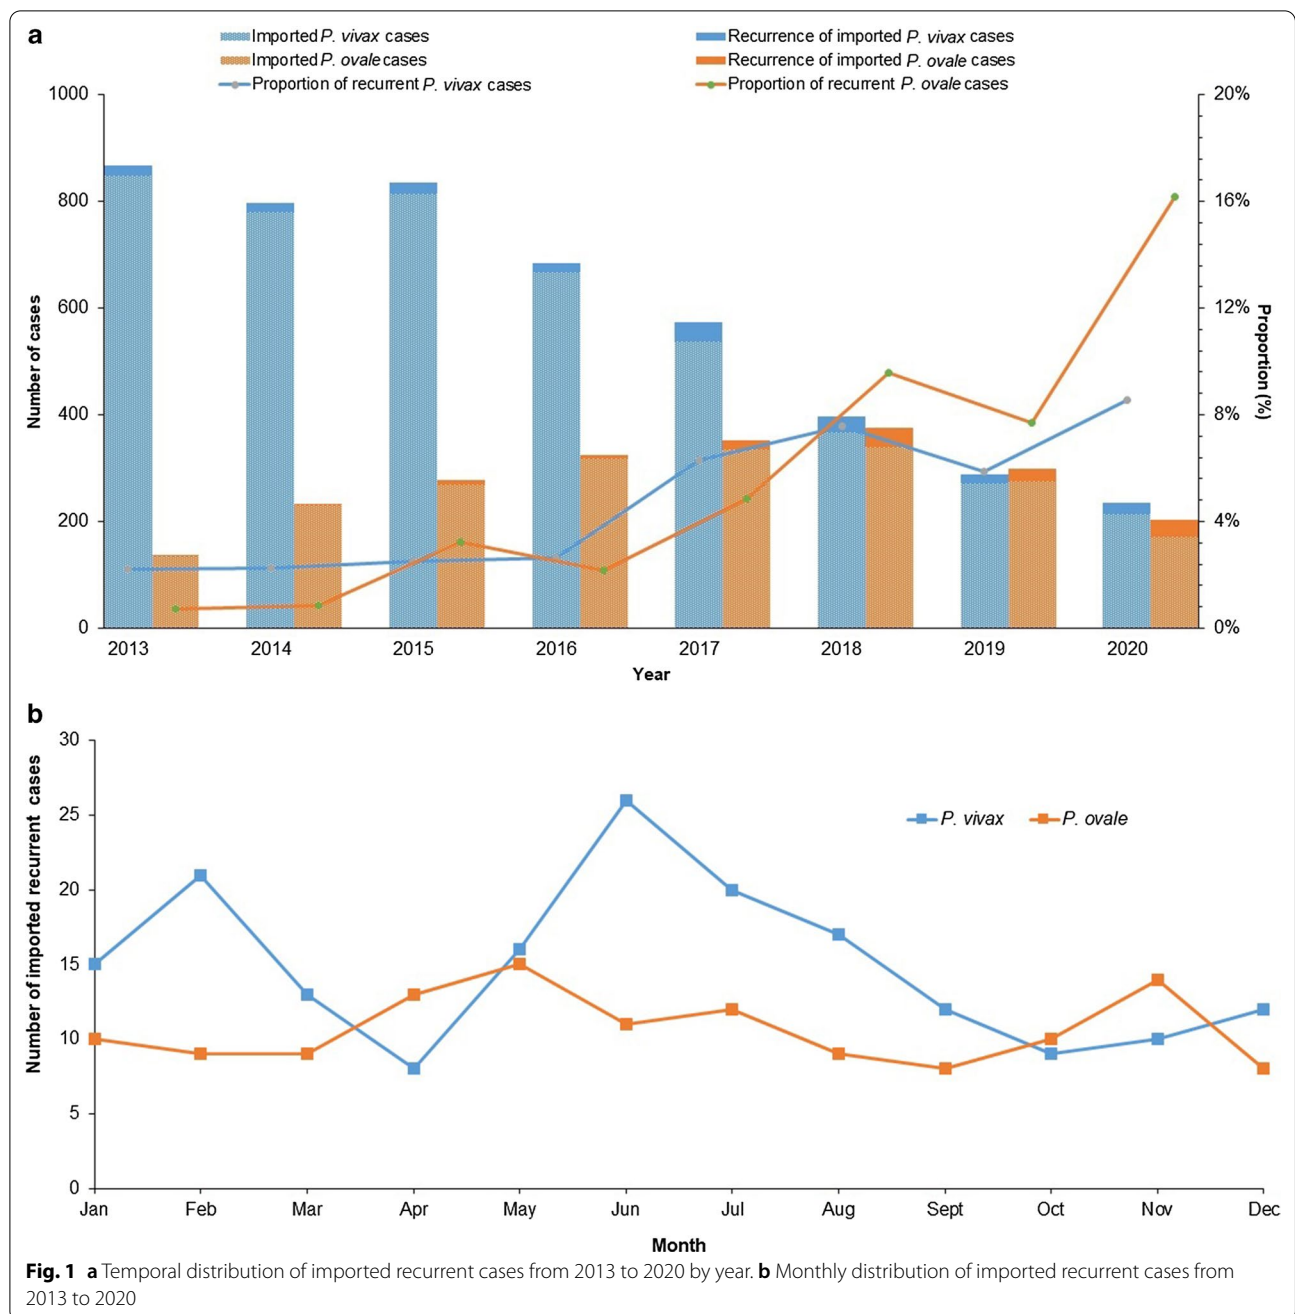 a
Imported P. vivax cases
Recurrence of imported P. vivax cases
Imported P. ovale cases
Recurrence of imported P. ovale cases
Proportion of recurrent P. vivax cases
Proportion of recurrent P. ovale cases
1000
800
600
400
200
0
Number of cases
20%
16%
12%
8%
4%
0%
Proportion (%)
2013 2014 2015 2016 2017 2018 2019 2020
Year
b
30
25
20
15
10
5
0
Number of imported recurrent cases
P. vivax P. ovale
Jan Feb Mar Apr May Jun Jul Aug Sept Oct Nov Dec
Month
Fig. 1 a Temporal distribution of imported recurrent cases from 2013 to 2020 by year. b Monthly distribution of imported recurrent cases from
2013 to 2020